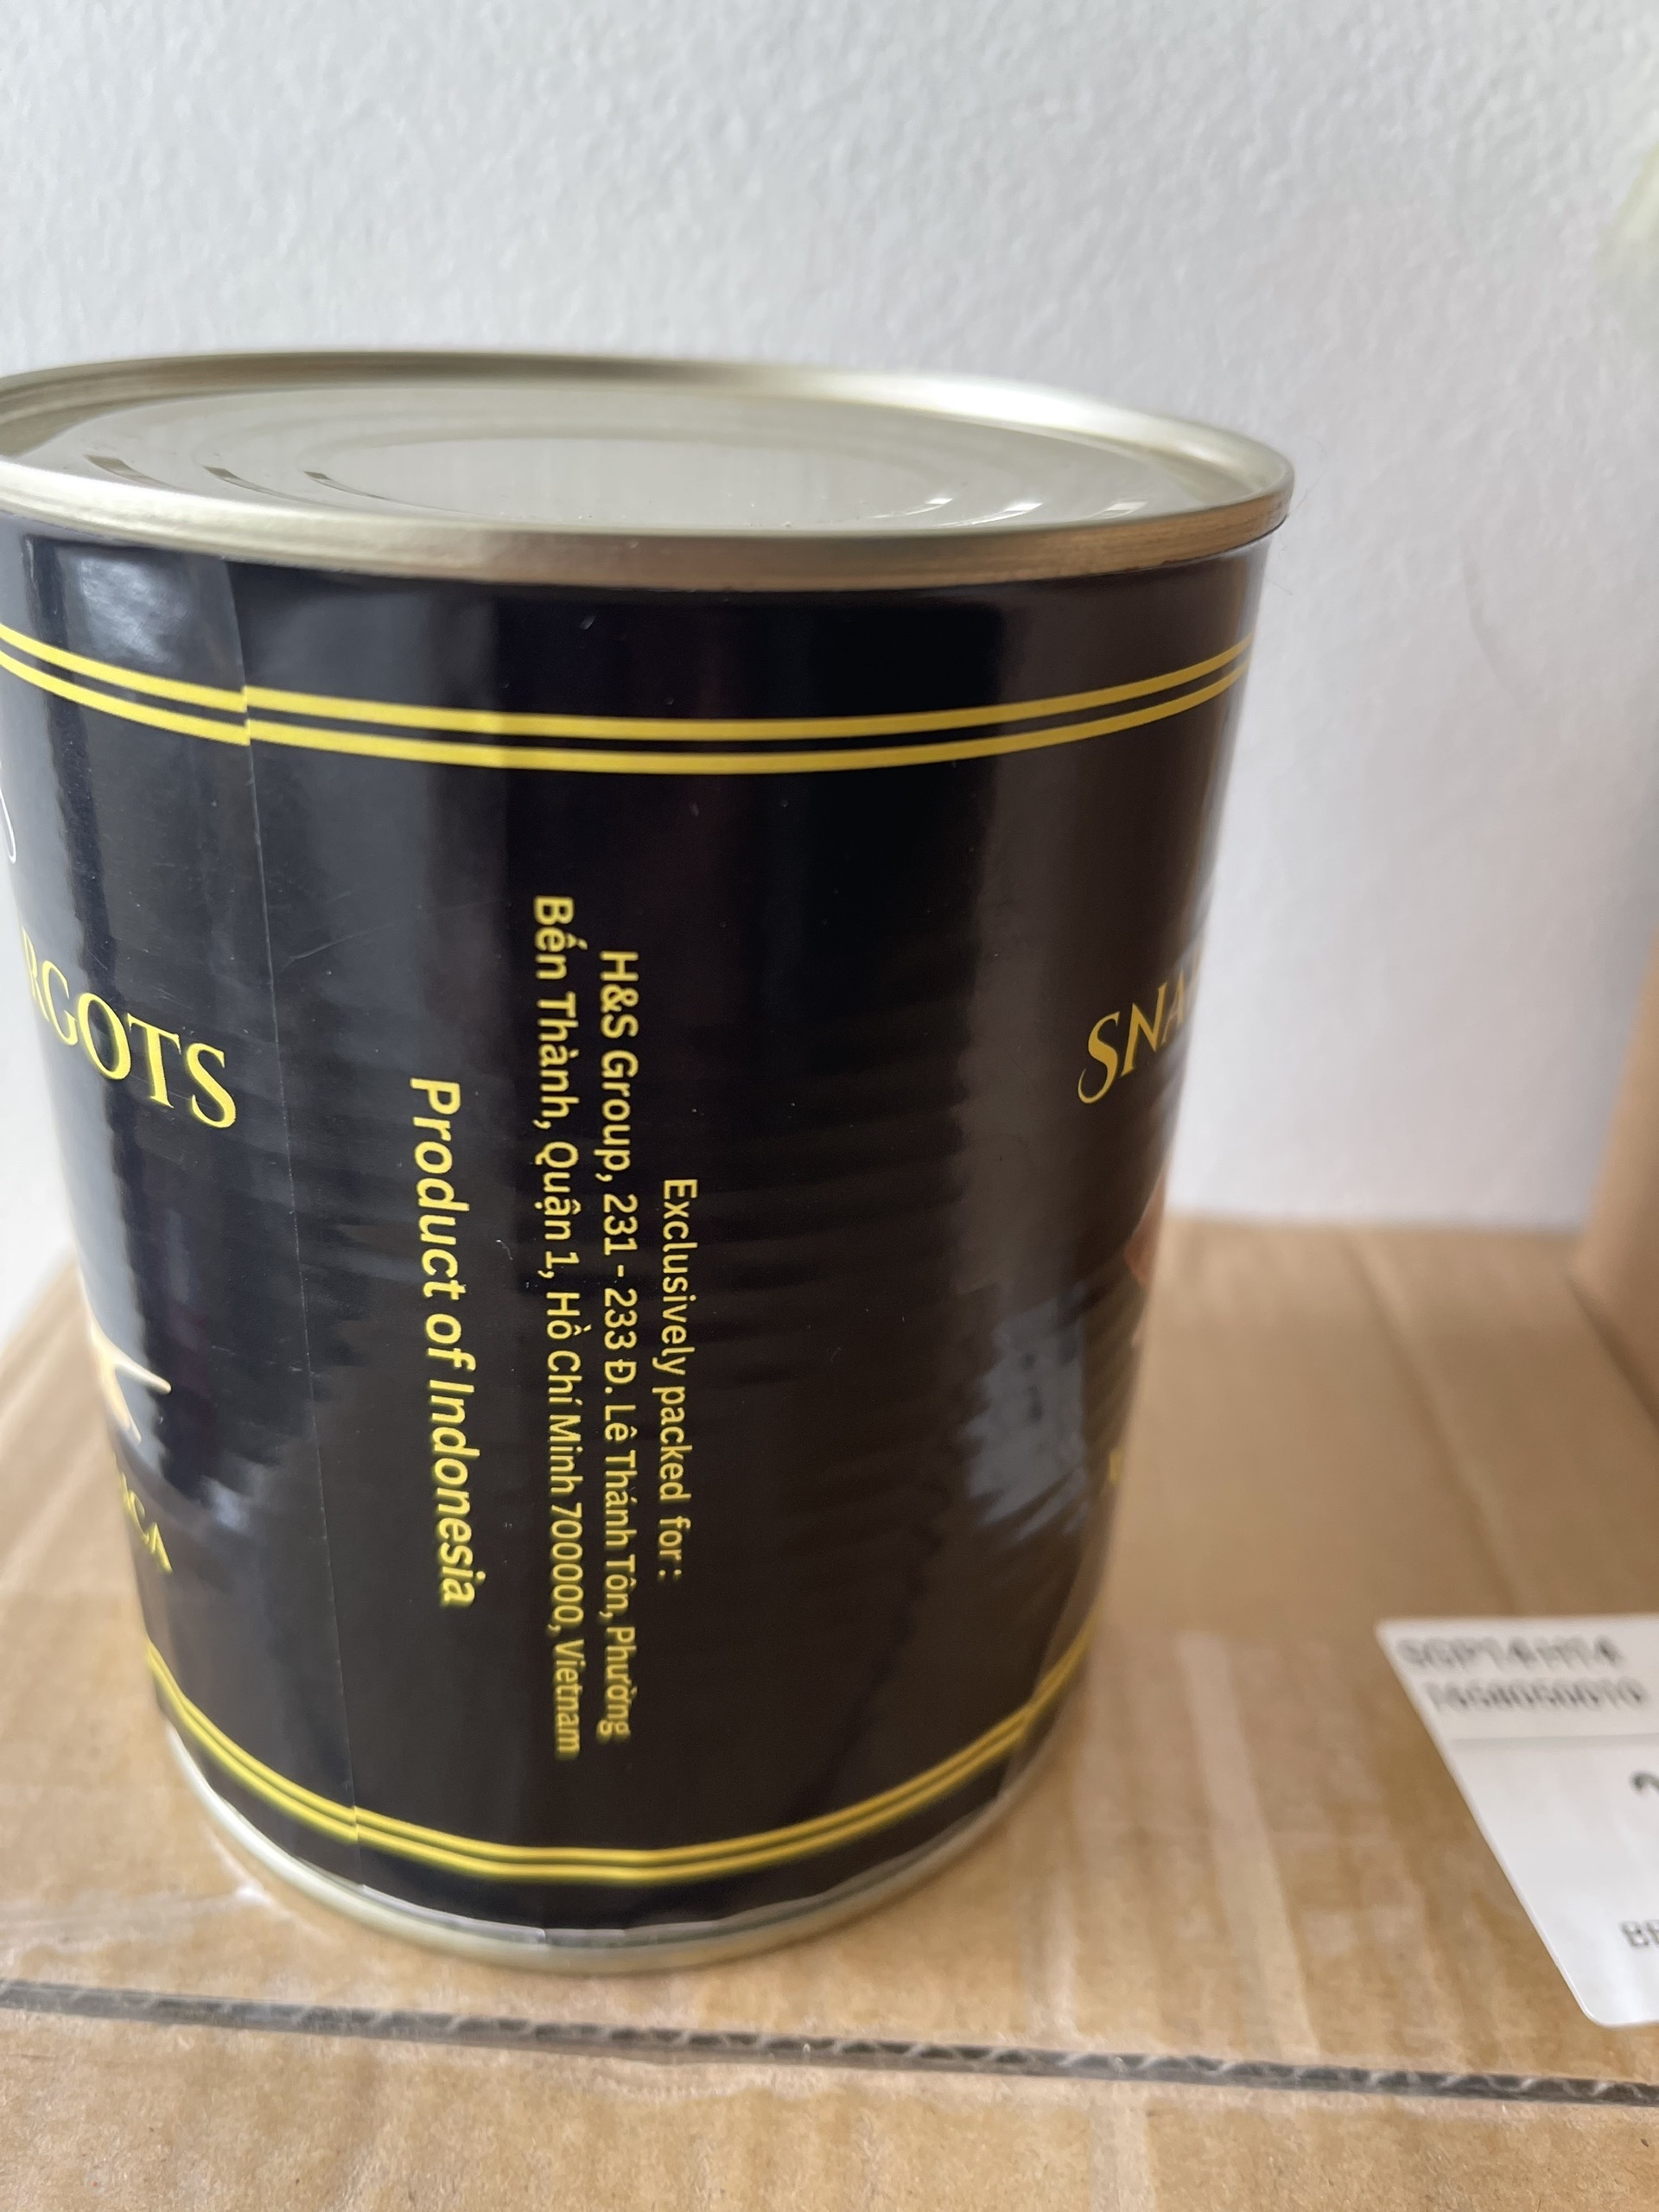 Exclusively packed for:
H&S Group, 231 - 233 Đ. Lê Thánh Tôn, Phường
Bến Thành, Quận 1, Hồ Chí Minh 700000, Vietnam
Product of Indonesia
RGOTS
SNA